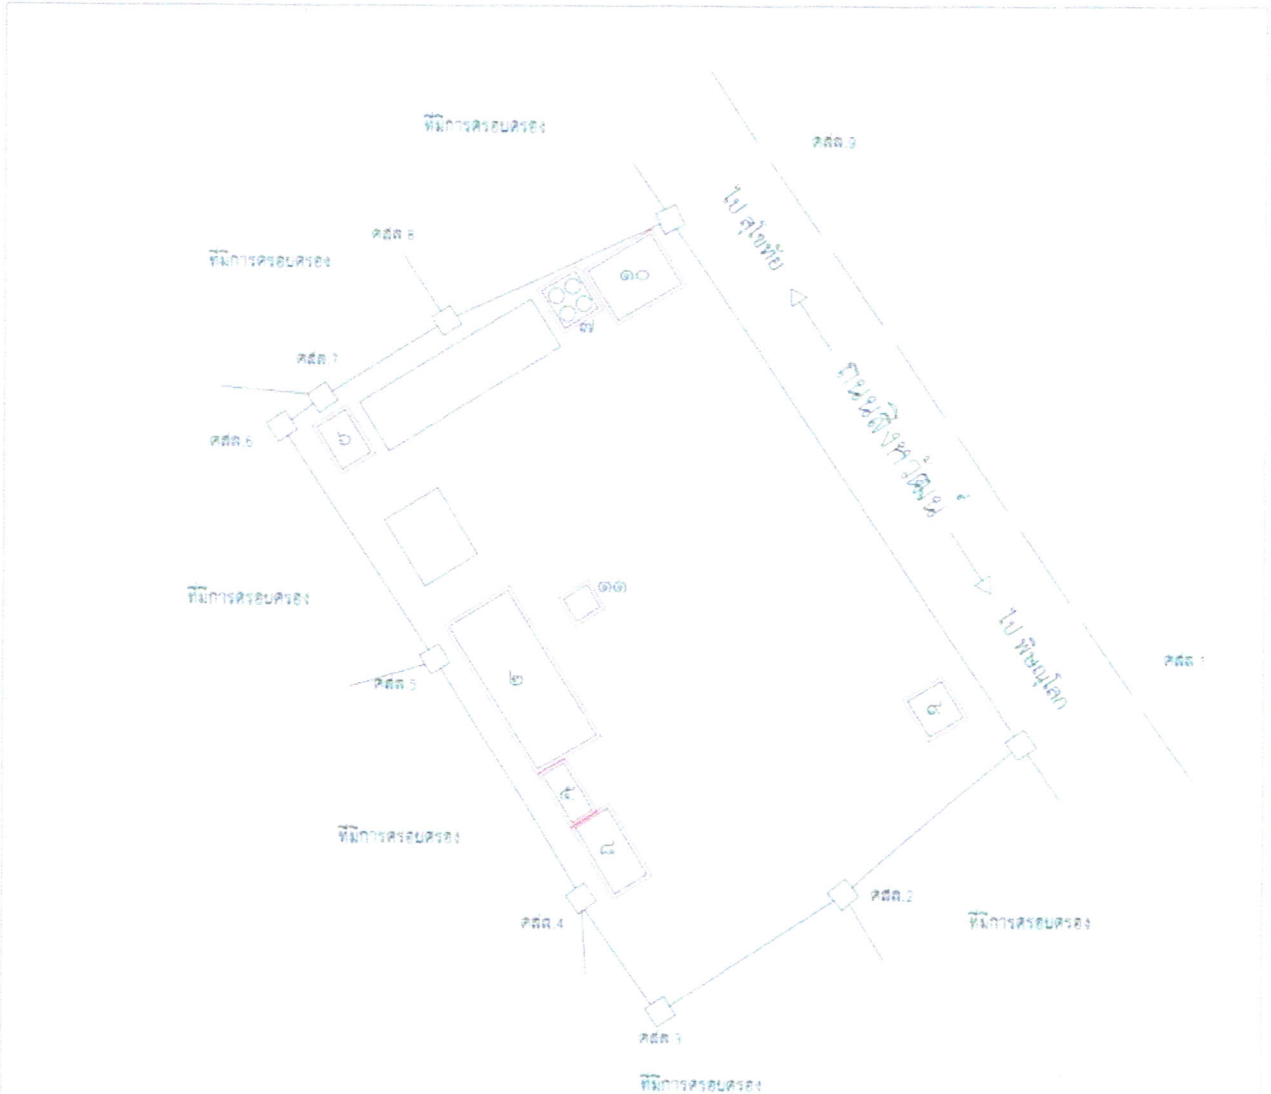 ที่มีการครอบครอง
คสล.9
ไป สุโขทัย
คสล.8
ที่มีการครอบครอง
๑๐
๗
คสล.7
ถนนสิงหวัฒน์
คสล.6
๖
ที่มีการครอบครอง
๑๑
ไป พิษณุโลก
คสล.1
คสล.5
๒
๕
ที่มีการครอบครอง
๘
คสล.2
คสล.4
ที่มีการครอบครอง
คสล.3
ที่มีการครอบครอง